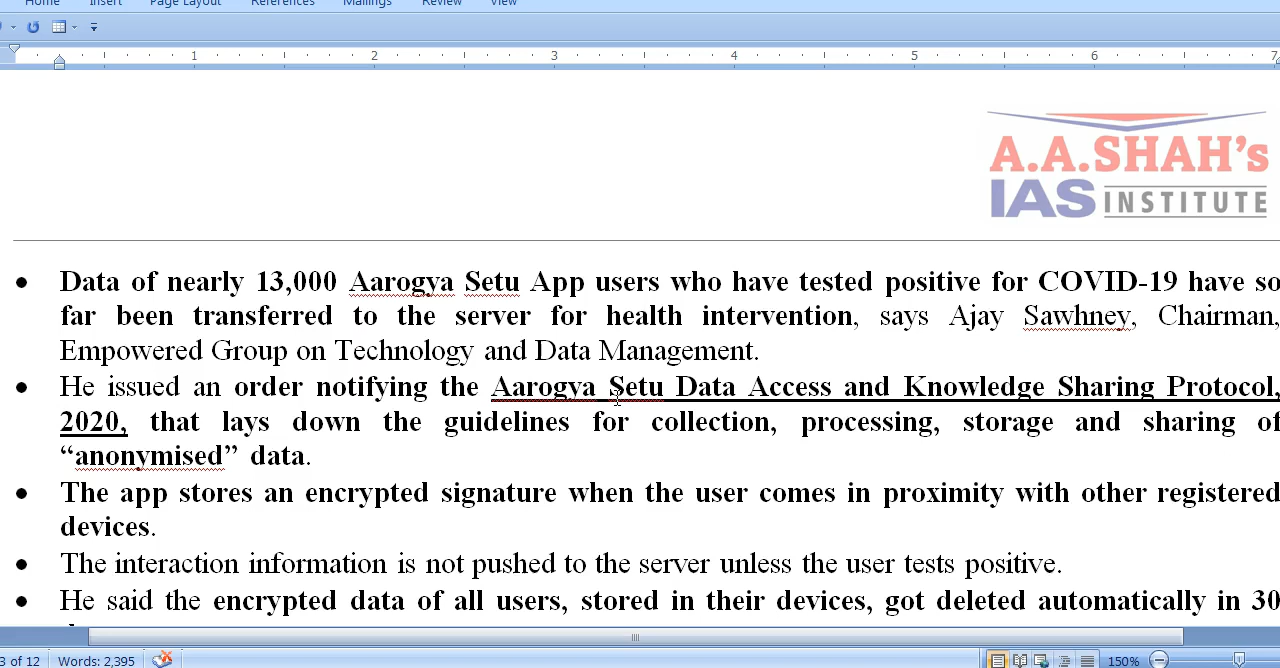 Home Insert Page Layout References Mailings Review View
1 2 3 4 5 6 7
A.A.SHAH's
IAS INSTITUTE
• Data of nearly 13,000 Aarogya Setu App users who have tested positive for COVID-19 have so
far been transferred to the server for health intervention, says Ajay Sawhney, Chairman,
Empowered Group on Technology and Data Management.
• He issued an order notifying the Aarogya Setu Data Access and Knowledge Sharing Protocol,
2020, that lays down the guidelines for collection, processing, storage and sharing of
“anonymised” data.
• The app stores an encrypted signature when the user comes in proximity with other registered
devices.
• The interaction information is not pushed to the server unless the user tests positive.
• He said the encrypted data of all users, stored in their devices, got deleted automatically in 30
3 of 12 Words: 2,395 150%